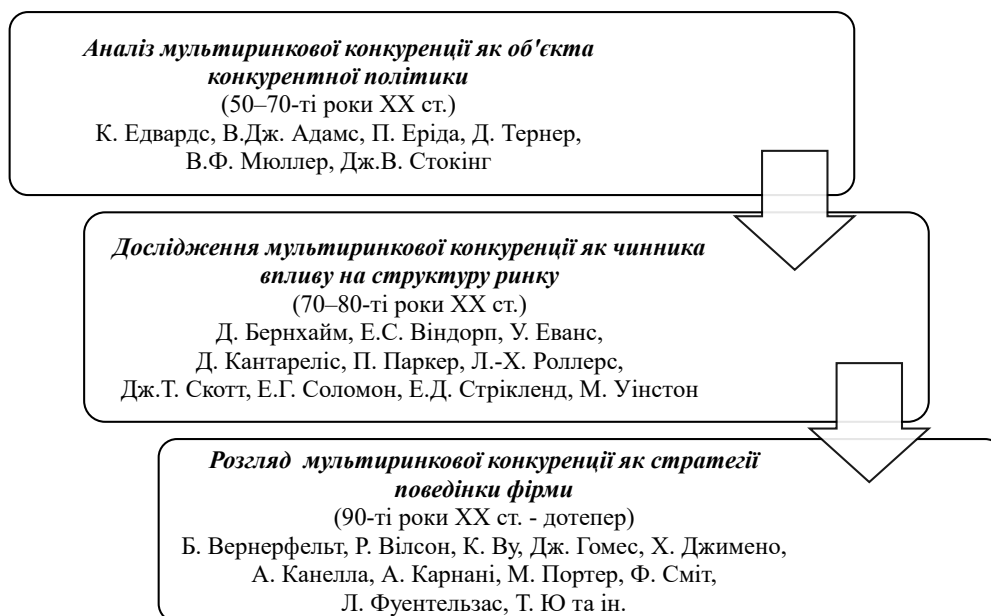 Аналіз мультиринкової конкуренції як об'єкта
конкурентної політики
(50–70-ті роки ХХ ст.)
К. Едвардс, В.Дж. Адамс, П. Еріда, Д. Тернер,
В.Ф. Мюллер, Дж.В. Стокінг
Дослідження мультиринкової конкуренції як чинника
впливу на структуру ринку
(70–80-ті роки ХХ ст.)
Д. Бернхайм, Е.С. Віндорп, У. Еванс,
Д. Кантареліс, П. Паркер, Л.-Х. Роллерс,
Дж.Т. Скотт, Е.Г. Соломон, Е.Д. Стрікленд, М. Уінстон
Розгляд мультиринкової конкуренції як стратегії
поведінки фірми
(90-ті роки ХХ ст. - дотепер)
Б. Вернерфельт, Р. Вілсон, К. Ву, Дж. Гомес, Х. Джимено,
А. Канелла, А. Карнані, М. Портер, Ф. Сміт,
Л. Фуентельзас, Т. Ю та ін.